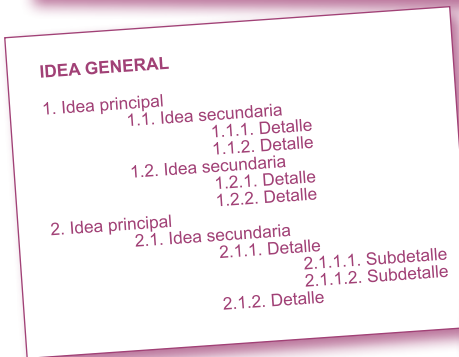 IDEA GENERAL
1. Idea principal
1.1. Idea secundaria
1.1.1. Detalle
1.1.2. Detalle
1.2. Idea secundaria
1.2.1. Detalle
1.2.2. Detalle
2. Idea principal
2.1. Idea secundaria
2.1.1. Detalle
2.1.1.1. Subdetalle
2.1.1.2. Subdetalle
2.1.2. Detalle